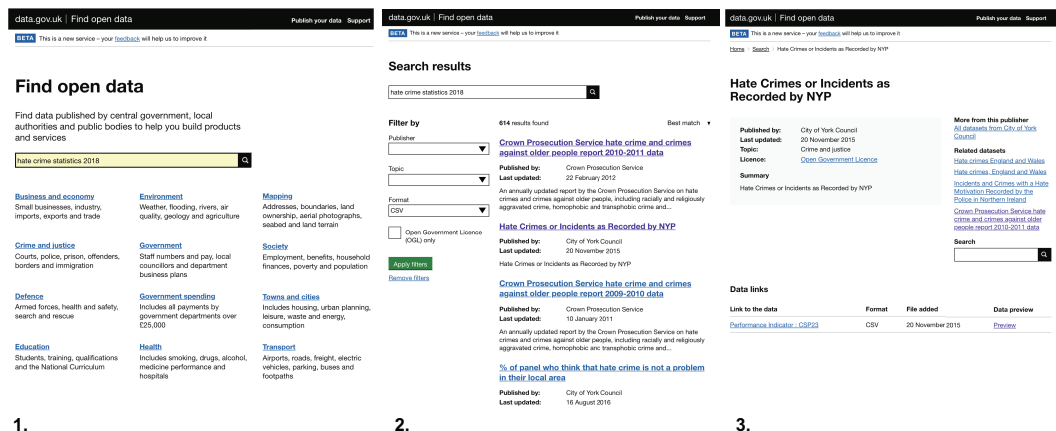 data.gov.uk | Find open data
Publish your data Support
BETA This is a new service – your feedback will help us to improve it
Find open data
Find data published by central government, local
authorities and public bodies to help you build products
and services
hate crime statistics 2018
Business and economy
Small businesses, industry,
imports, exports and trade
Environment
Weather, flooding, rivers, air
quality, geology and agriculture
Mapping
Addresses, boundaries, land
ownership, aerial photographs,
seabed and land terrain
Crime and justice
Courts, police, prison, offenders,
borders and immigration
Government
Staff numbers and pay, local
councillors and department
business plans
Society
Employment, benefits, household
finances, poverty and population
Defence
Armed forces, health and safety,
search and rescue
Government spending
Includes all payments by
government departments over
£25,000
Towns and cities
Includes housing, urban planning,
leisure, waste and energy,
consumption
Education
Students, training, qualifications
and the National Curriculum
Health
Includes smoking, drugs, alcohol,
medicine performance and
hospitals
Transport
Airports, roads, freight, electric
vehicles, parking, buses and
footpaths
1.
data.gov.uk | Find open data
Publish your data Support
BETA This is a new service – your feedback will help us to improve it
Search results
hate crime statistics 2018
Filter by
Publisher
Topic
Format
CSV
Open Government Licence
(OGL) only
Apply filters
Remove filters
614 results found
Best match
Crown Prosecution Service hate crime and crimes
against older people report 2010-2011 data
Published by: Crown Prosecution Service
Last updated: 22 February 2012
An annually updated report by the Crown Prosecution Service on hate
crimes and crimes against older people, including racially and religiously
aggravated crime, homophobic and transphobic crime and...
Hate Crimes or Incidents as Recorded by NYP
Published by: City of York Council
Last updated: 20 November 2015
Hate Crimes or Incidents as Recorded by NYP
Crown Prosecution Service hate crime and crimes
against older people report 2009-2010 data
Published by: Crown Prosecution Service
Last updated: 10 January 2011
An annually updated report by the Crown Prosecution Service on hate
crimes and crimes against older people, including racially and religiously
aggravated crime, homophobic and transphobic crime and...
% of panel who think that hate crime is not a problem
in their local area
Published by: City of York Council
Last updated: 16 August 2016
2.
data.gov.uk | Find open data
Publish your data Support
BETA This is a new service – your feedback will help us to improve it
Home Search Hate Crimes or Incidents as Recorded by NYP
Hate Crimes or Incidents as
Recorded by NYP
Published by: City of York Council
Last updated: 20 November 2015
Topic: Crime and justice
Licence: Open Government Licence
Summary
Hate Crimes or Incidents as Recorded by NYP
More from this publisher
All datasets from City of York
Council
Related datasets
Hate crimes England and Wales
Hate crimes, England and Wales
Incidents and Crimes with a Hate
Motivation Recorded by the
Police in Northern Ireland
Crown Prosecution Service hate
crime and crimes against older
people report 2010-2011 data
Search
Data links
Link to the data Format File added Data preview
Performance Indicator : CSP23 CSV 20 November 2015 Preview
3.